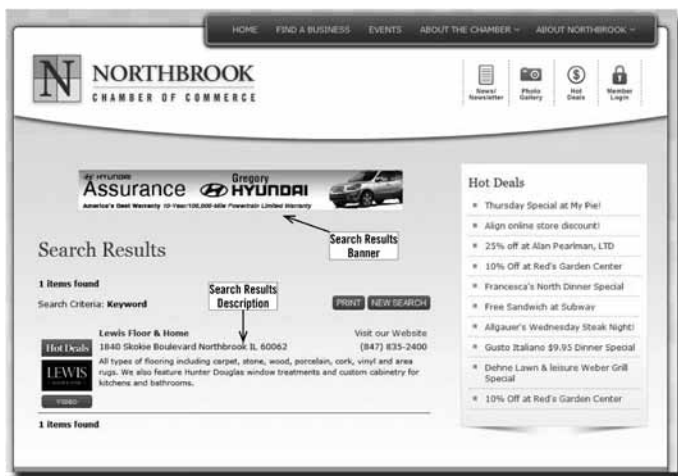 HOME FIND A BUSINESS EVENTS ABOUT THE CHAMBER ABOUT NORTHBROOK
N NORTHBROOK
CHAMBER OF COMMERCE
News/ Newsletter
Photo Gallery
$ Hot Deals
Member Login
HYUNDAI
Assurance
Gregory
HYUNDAI
America's Best Warranty 10-Year/100,000-Mile Powertrain Limited Warranty
Search Results
Banner
Search Results
1 items found
Search Criteria: Keyword
Search Results
Description
PRINT NEW SEARCH
Lewis Floor & Home Visit our Website
1840 Skokie Boulevard Northbrook IL 60062 (847) 835-2400
Hot Deals
LEWIS
All types of flooring including carpet, stone, wood, porcelain, cork, vinyl and area
rugs. We also feature Hunter Douglas window treatments and custom cabinetry for
kitchens and bathrooms.
VIDEO
1 items found
Hot Deals
Thursday Special at My Pie!
Align online store discount!
25% off at Alan Pearlman, LTD
10% Off at Red's Garden Center
Francesca's North Dinner Special
Free Sandwich at Subway
Allgauer's Wednesday Steak Night!
Gusto Italiano $9.95 Dinner Special
Dehne Lawn & leisure Weber Grill
Special
10% Off at Red's Garden Center